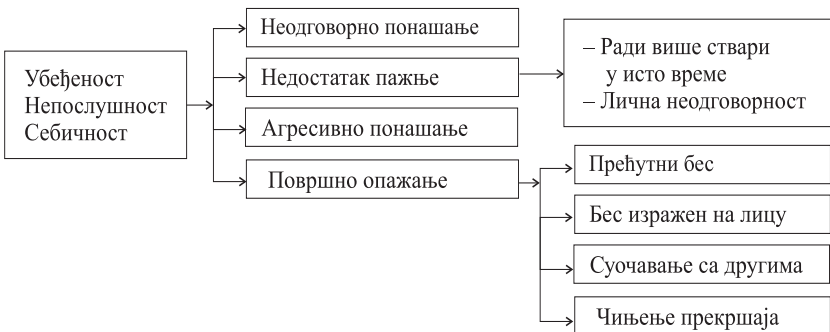 Убеђеност
Непослушност
Себичност
Неодговорно понашање
Недостатак пажње
Агресивно понашање
Површно опажање
– Ради више ствари
у исто време
– Лична неодговорност
Прећутни бес
Бес изражен на лицу
Суочавање са другима
Чињење прекршаја